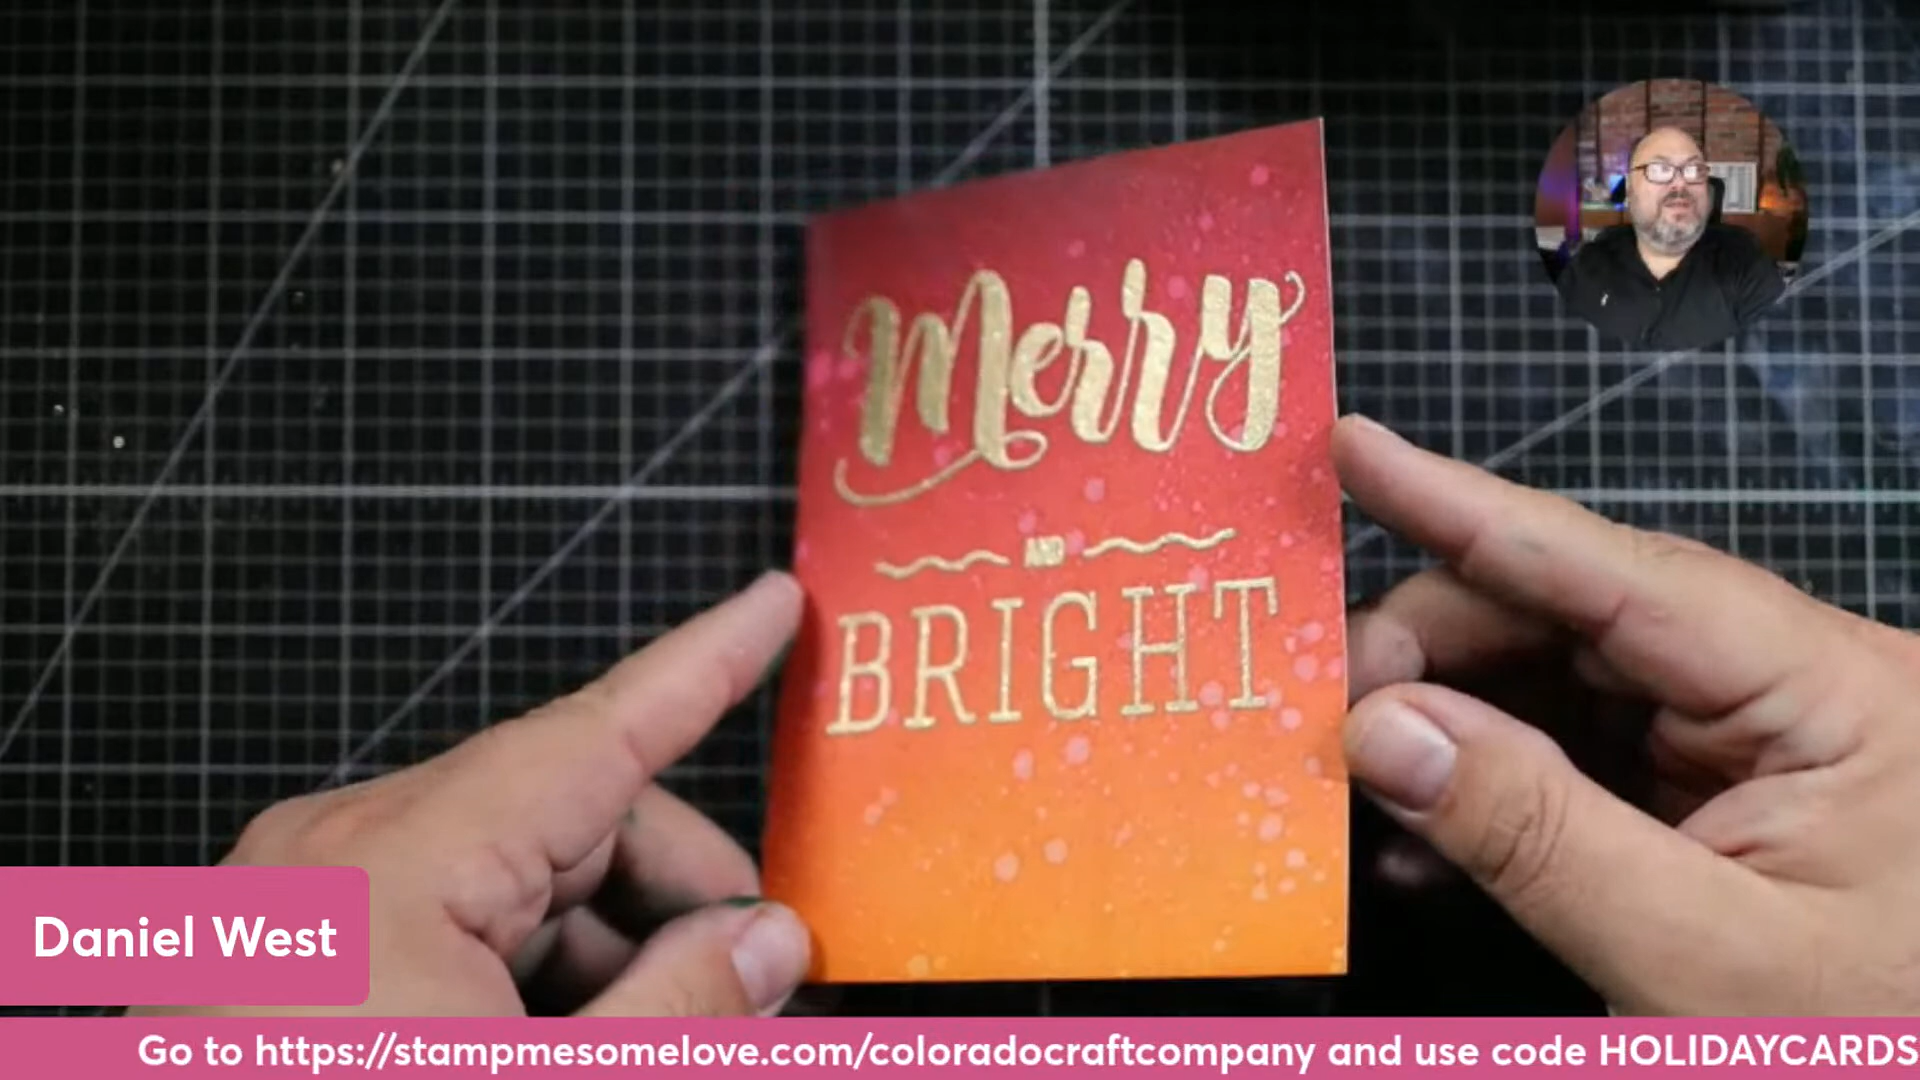 Merry
AND
BRIGHT
Daniel West
Go to https://stampmesomelove.com/coloradocraftcompany and use code HOLIDAYCARDS